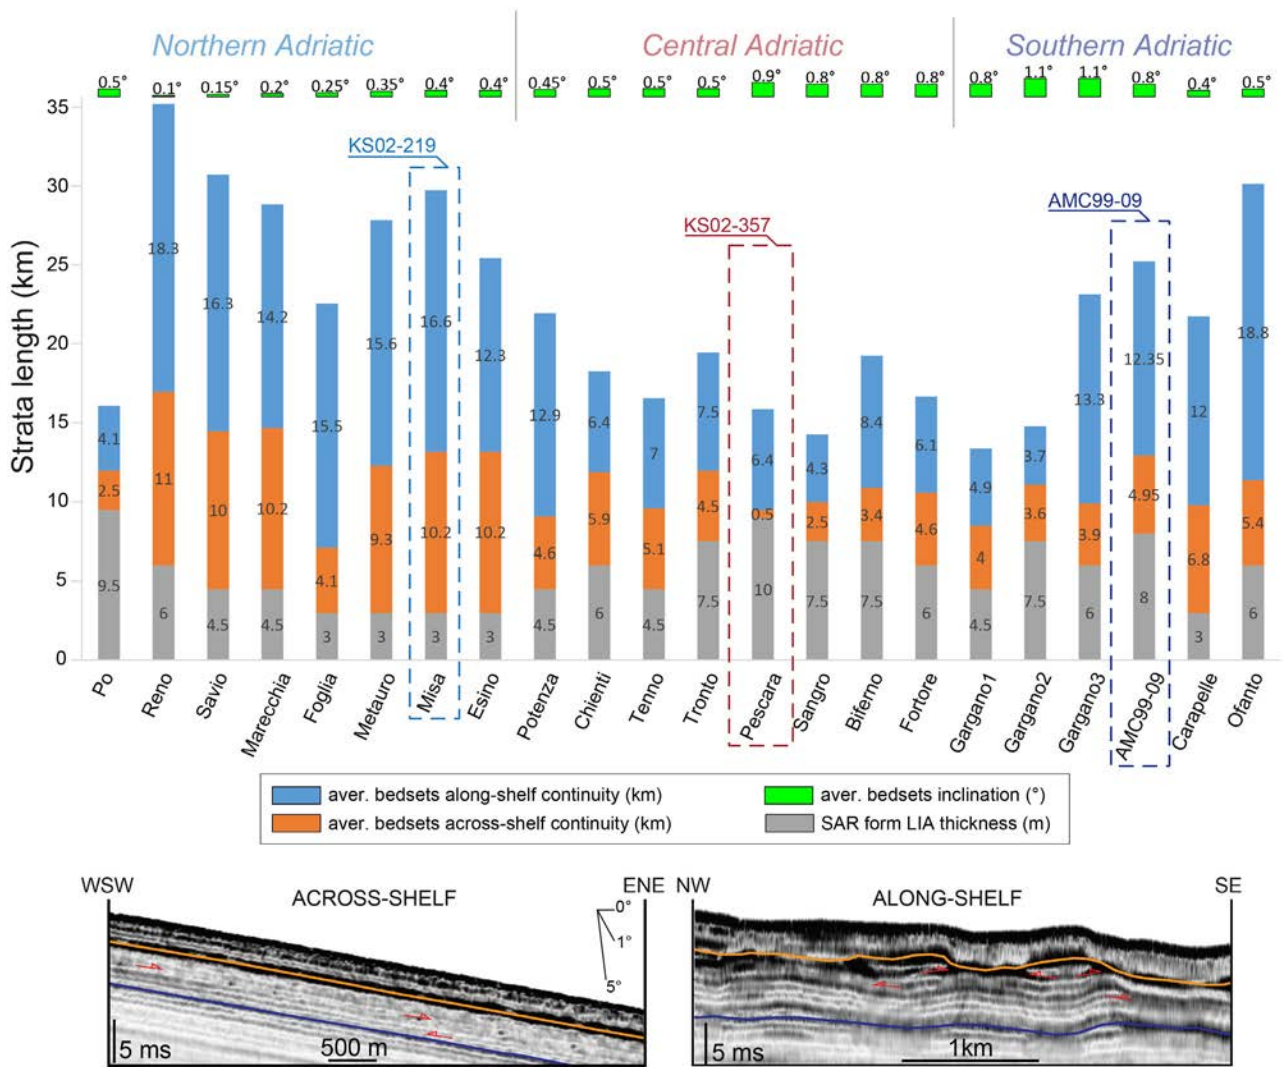 Northern Adriatic Central Adriatic Southern Adriatic
0.5° 0.1° 0.15° 0.2° 0.25° 0.35° 0.4° 0.4° 0.45° 0.5° 0.5° 0.5° 0.9° 0.8° 0.8° 0.8° 0.8° 1.1° 1.1° 0.8° 0.4° 0.5°
KS02-219
KS02-357
AMC99-09
Strata length (km)
35
30
25
20
15
10
5
0
4.1 18.3 16.3 14.2 15.5 15.6 16.6 12.3 12.9 6.4 7 7.5 6.4 4.3 8.4 6.1 4.9 3.7 13.3 12.35 12 18.8
2.5 11 10 10.2 4.1 9.3 10.2 10.2 4.6 5.9 5.1 4.5 0.5 2.5 3.4 4.6 4 3.6 3.9 4.95 6.8 5.4
9.5 6 4.5 4.5 3 3 3 3 4.5 6 4.5 7.5 10 7.5 7.5 6 4.5 7.5 6 8 3 6
Po Reno Savio Marecchia Foglia Metauro Misa Esino Potenza Chienti Tenno Tronto Pescara Sangro Biferno Fortore Gargano1 Gargano2 Gargano3 AMC99-09 Carapelle Ofanto
aver. bedsets along-shelf continuity (km) aver. bedsets inclination (°)
aver. bedsets across-shelf continuity (km) SAR form LIA thickness (m)
WSW ACROSS-SHELF ENE
0°
1°
5°
5 ms 500 m
NW ALONG-SHELF SE
5 ms 1km